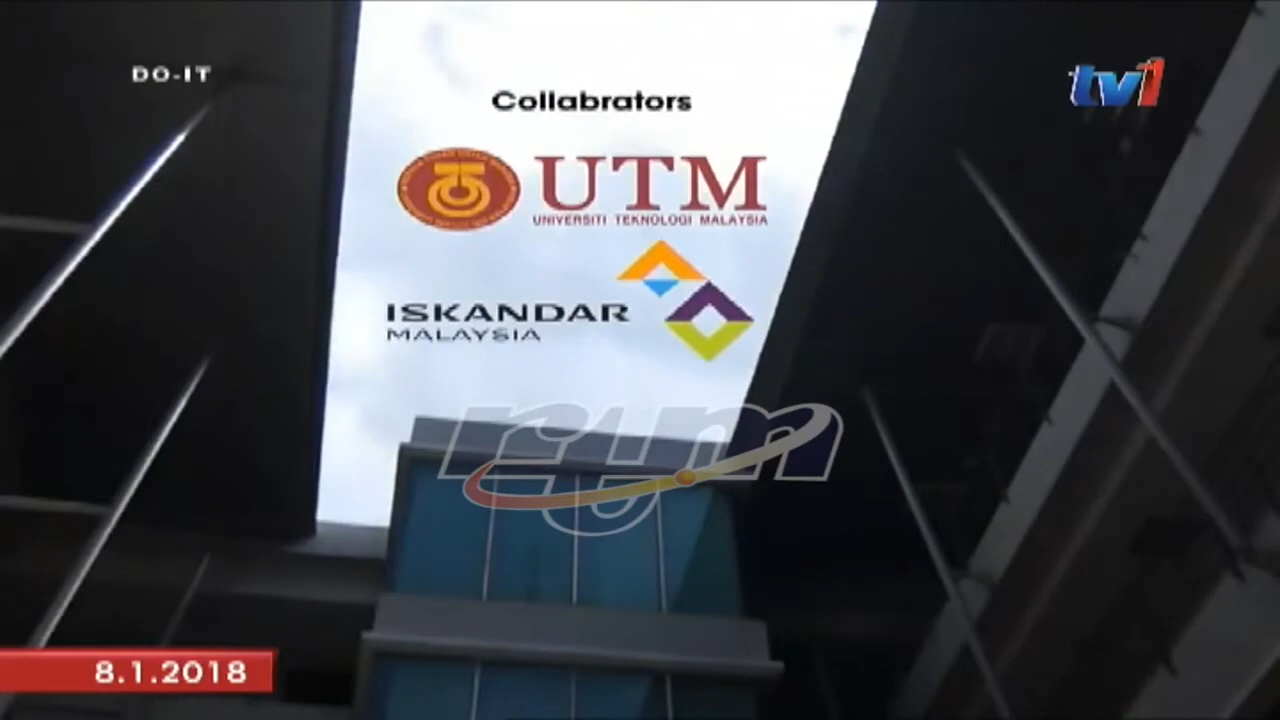 DO-IT
tv1
Collabrators
UTM
UNIVERSITI TEKNOLOGI MALAYSIA
ISKANDAR
MALAYSIA
rtm
8.1.2018